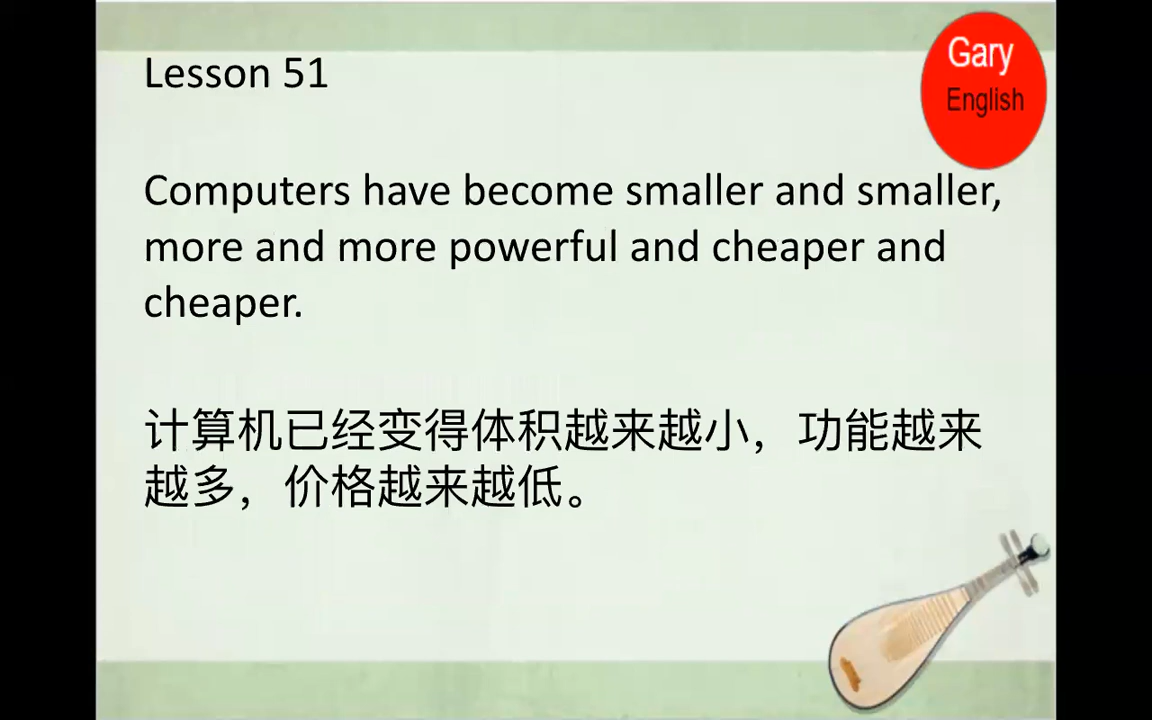 Lesson 51
Gary
English
Computers have become smaller and smaller,
more and more powerful and cheaper and
cheaper.
计算机已经变得体积越来越小，功能越来
越多，价格越来越低。